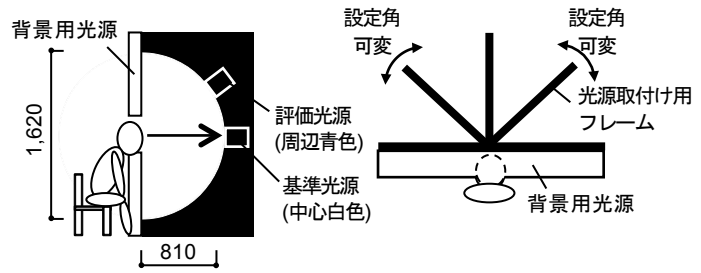 背景用光源
1,620
810
評価光源
(周辺青色)
基準光源
(中心白色)
設定角
可変
設定角
可変
光源取付け用
フレーム
背景用光源